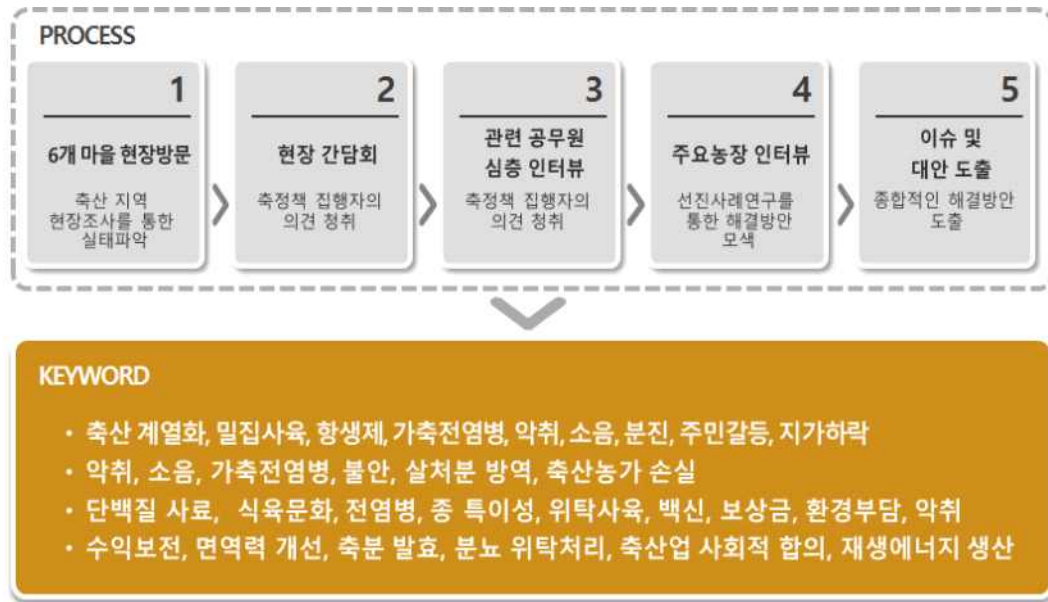 PROCESS
1
6개 마을 현장방문
축산 지역
현장조사를 통한
실태파악
2
현장 간담회
축정책 집행자의
의견 청취
3
관련 공무원
심층 인터뷰
축정책 집행자의
의견 청취
4
주요농장 인터뷰
선진사례연구를
통한 해결방안
모색
5
이슈 및
대안 도출
종합적인 해결방안
도출
KEYWORD
• 축산 계열화, 밀집사육, 항생제, 가축전염병, 악취, 소음, 분진, 주민갈등, 지가하락
• 악취, 소음, 가축전염병, 불안, 살처분 방역, 축산농가 손실
• 단백질 사료, 식육문화, 전염병, 종 특이성, 위탁사육, 백신, 보상금, 환경부담, 악취
• 수익보전, 면역력 개선, 축분 발효, 분뇨 위탁처리, 축산업 사회적 합의, 재생에너지 생산